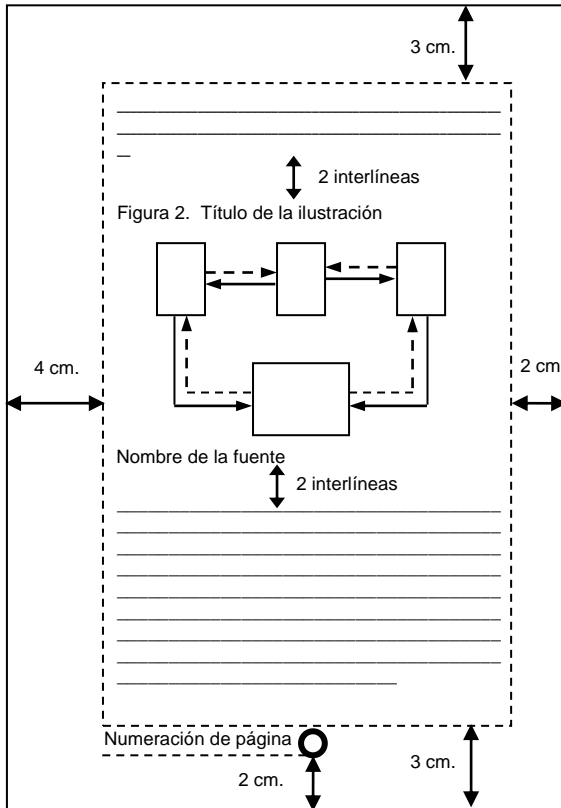 3 cm.
2 interlíneas
Figura 2. Título de la ilustración
4 cm.
2 cm
Nombre de la fuente
2 interlíneas
Numeración de página
2 cm.
3 cm.